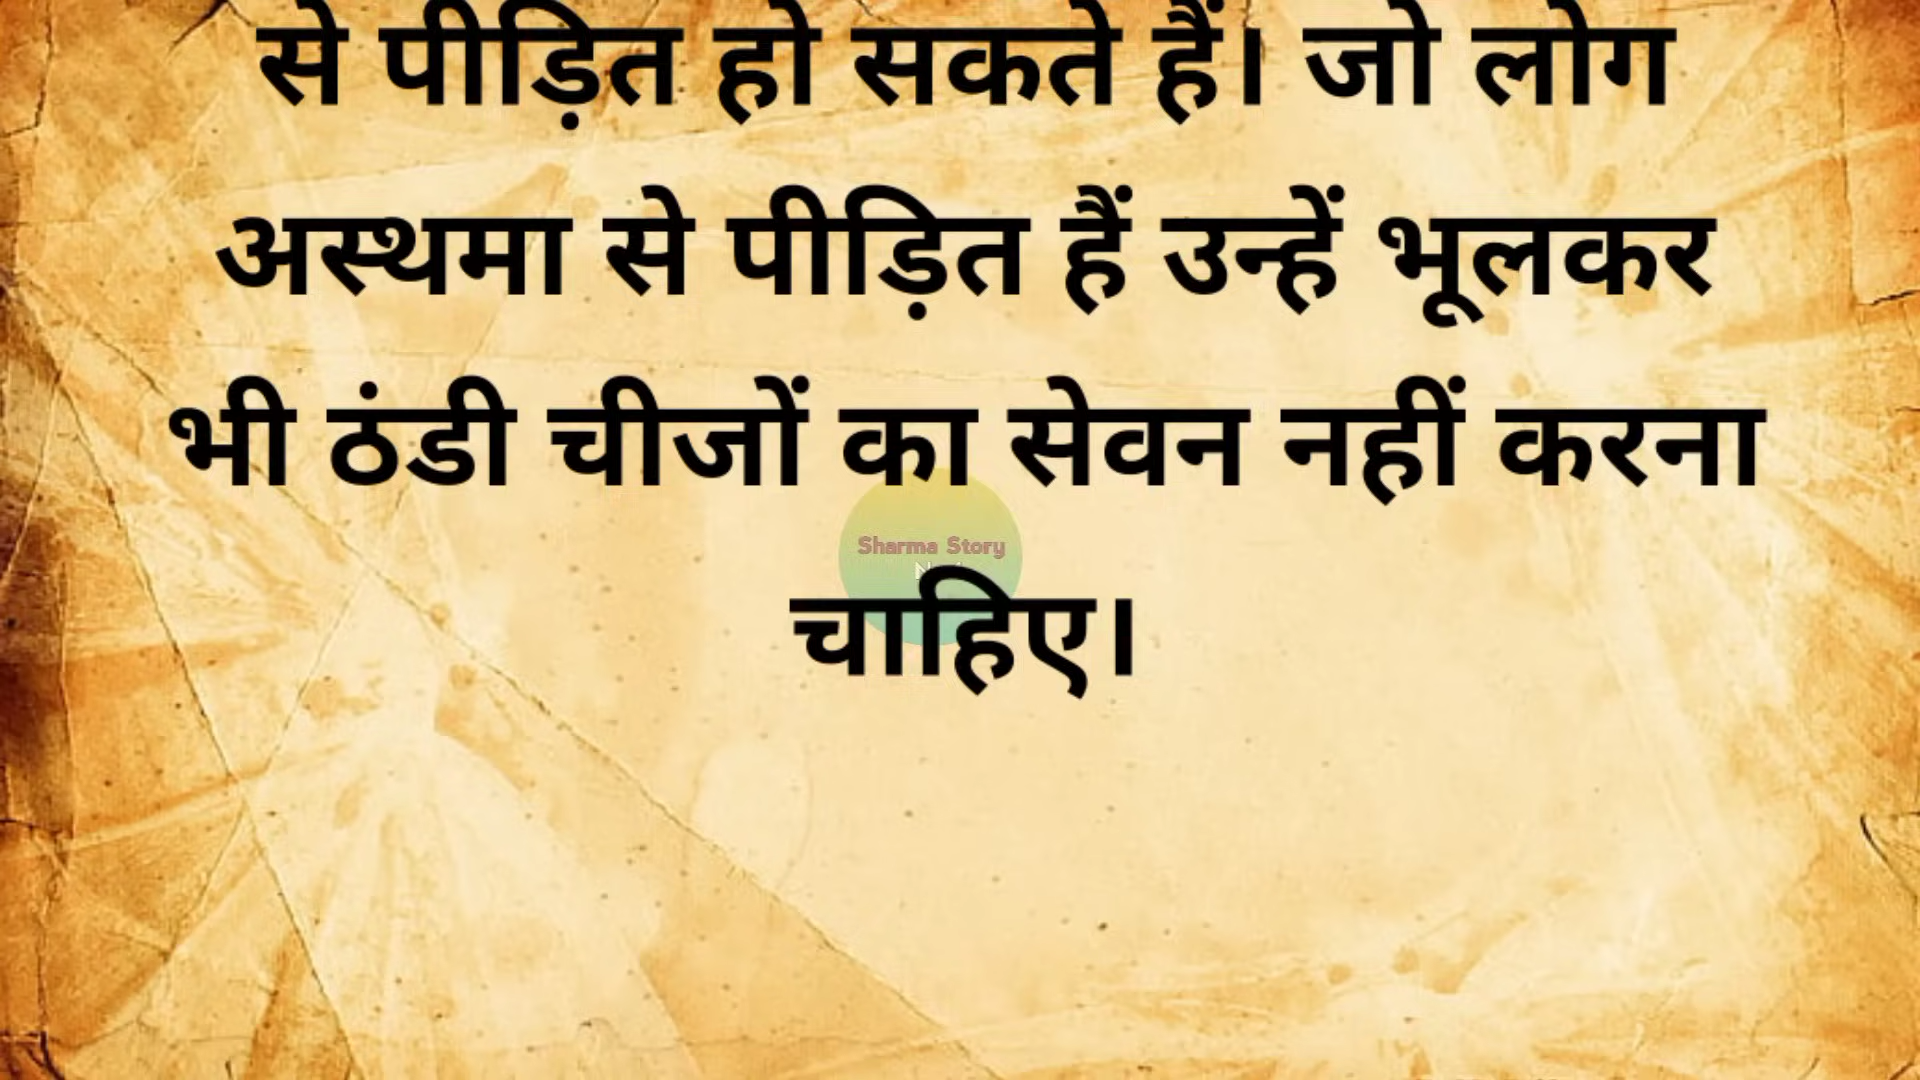 से पीड़ित हो सकते हैं। जो लोग
अस्थमा से पीड़ित हैं उन्हें भूलकर
भी ठंडी चीजों का सेवन नहीं करना
Sharma Story
चाहिए।